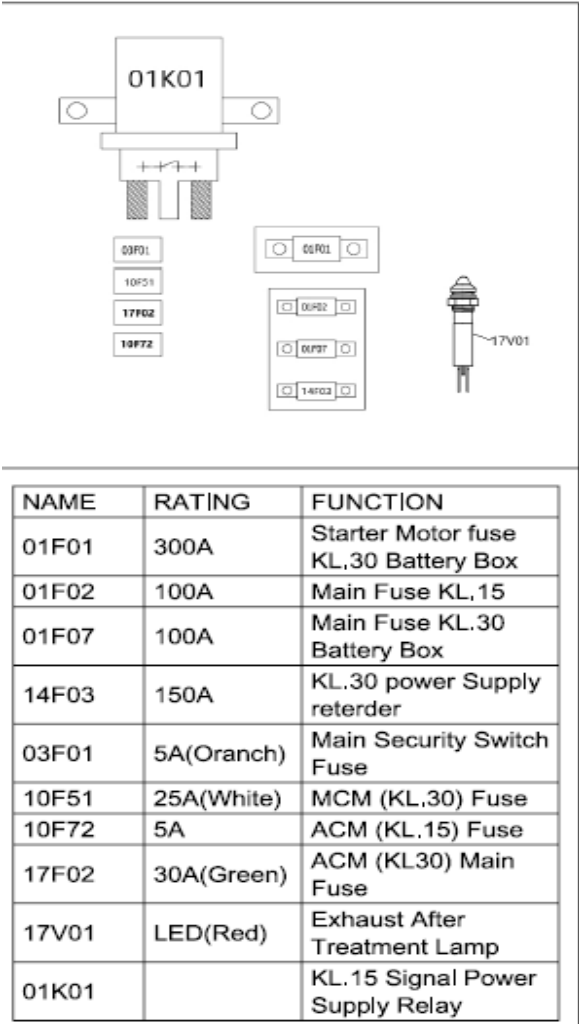 01K01
03F01
10F51
17F02
10F72
01F01
01F02
01F07
14F03
17V01
NAME RATING FUNCTION
01F01 300A Starter Motor fuse
KL,30 Battery Box
01F02 100A Main Fuse KL,15
01F07 100A Main Fuse KL.30
Battery Box
14F03 150A KL.30 power Supply
reterder
03F01 5A(Oranch) Main Security Switch
Fuse
10F51 25A(White) MCM (KL,30) Fuse
10F72 5A ACM (KL.15) Fuse
17F02 30A(Green) ACM (KL30) Main
Fuse
17V01 LED(Red) Exhaust After
Treatment Lamp
01K01 KL.15 Signal Power
Supply Relay